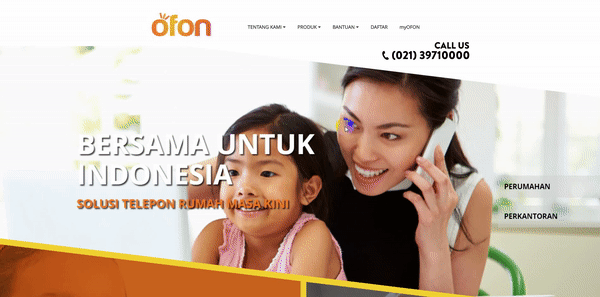 ofon
TENTANG KAMI PRODUK BANTUAN DAFTAR myOFON
CALL US
(021) 39710000
BERSAMA UNTUK
INDONESIA
SOLUSI TELEPON RUMAH MASA KINI
PERUMAHAN
PERKANTORAN